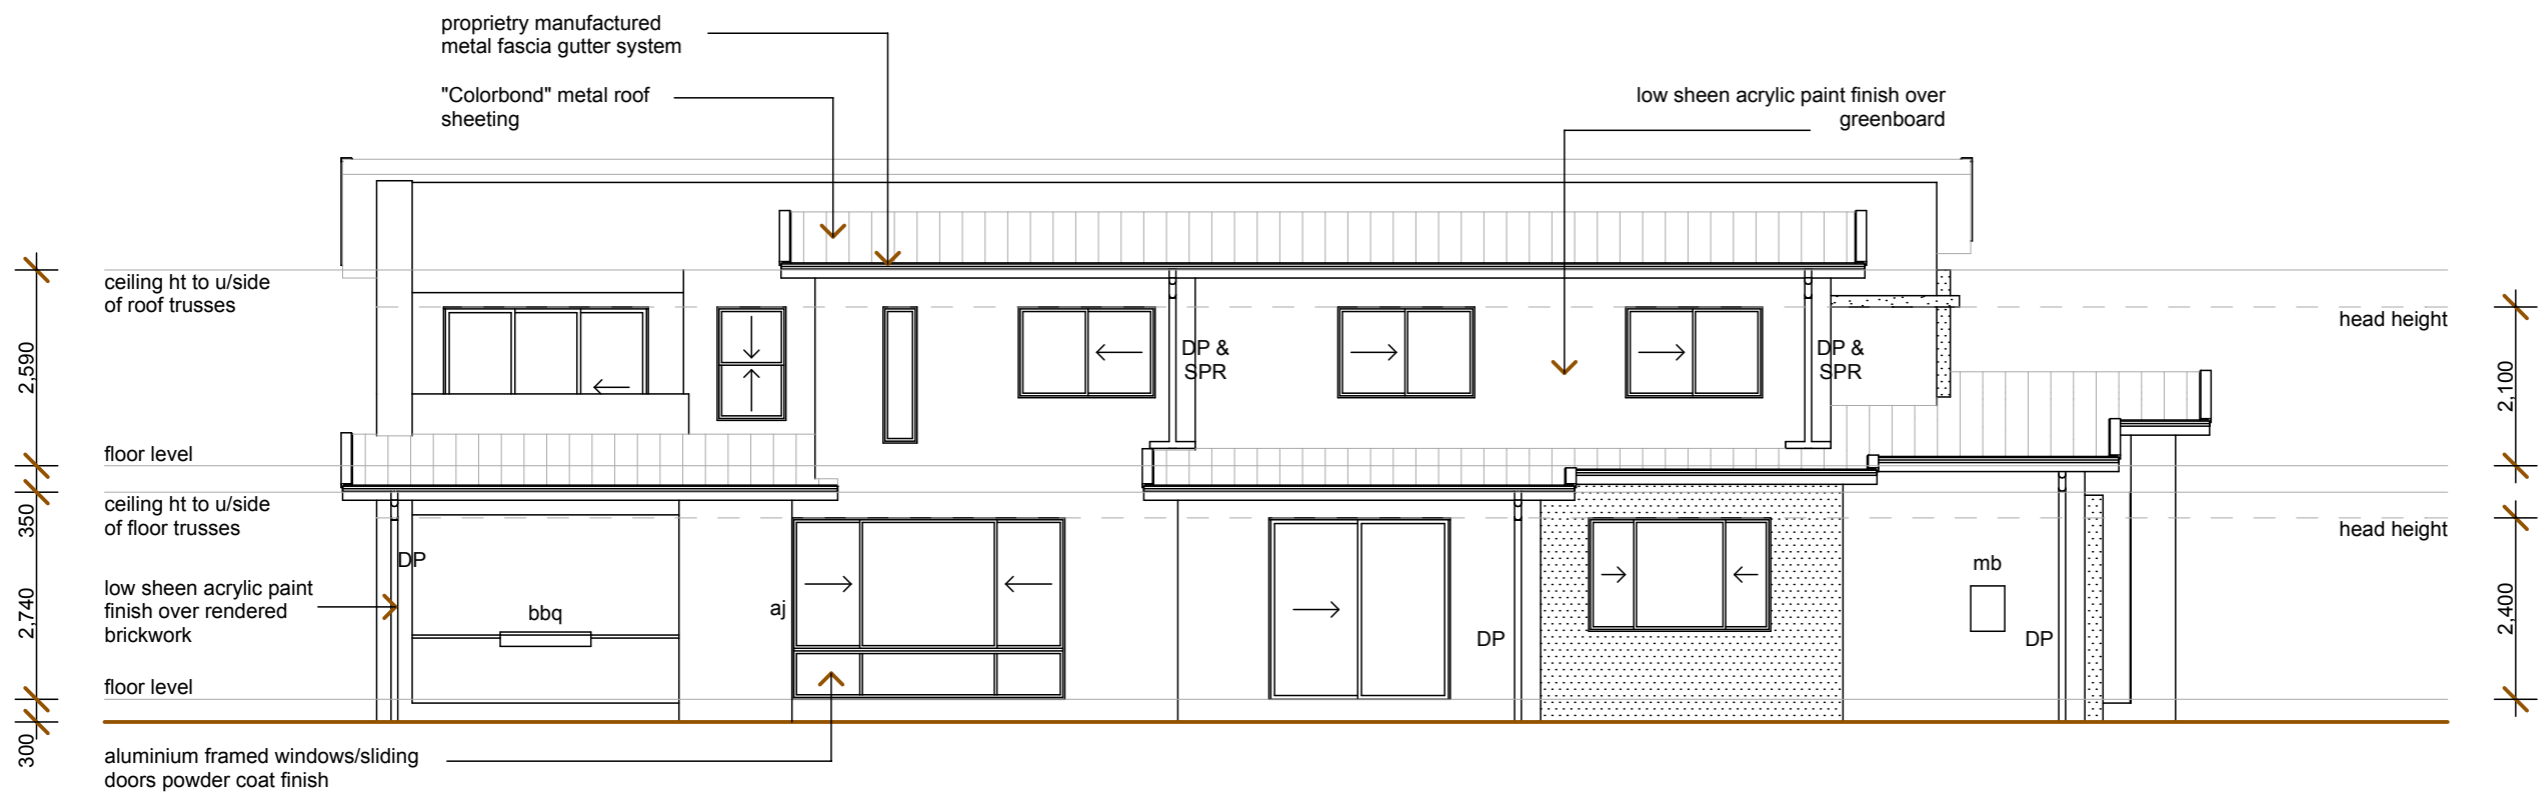 proprietry manufactured
metal fascia gutter system
"Colorbond" metal roof
sheeting
low sheen acrylic paint finish over
greenboard
ceiling ht to u/side
of roof trusses
head height
2,590
DP &
SPR
DP &
SPR
2,100
floor level
ceiling ht to u/side
of floor trusses
350
head height
DP
low sheen acrylic paint
finish over rendered
brickwork
2,740
bbq
aj
DP
mb
DP
2,400
floor level
300
aluminium framed windows/sliding
doors powder coat finish